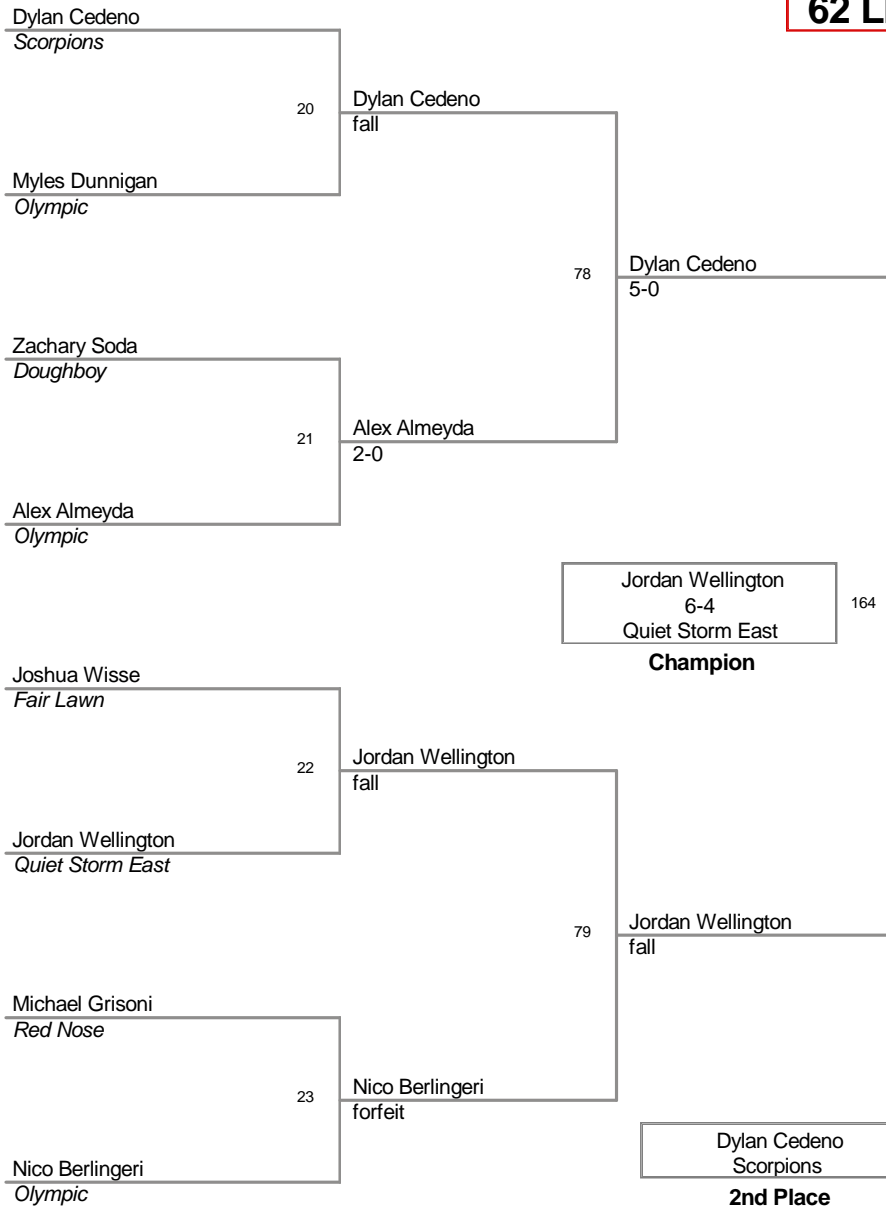 62 L
Dylan Cedeno
Scorpions
20
Dylan Cedeno
fall
Myles Dunnigan
Olympic
78
Dylan Cedeno
5-0
Zachary Soda
Doughboy
21
Alex Almeyda
2-0
Alex Almeyda
Olympic
Jordan Wellington
6-4
Quiet Storm East
164
Champion
Joshua Wisse
Fair Lawn
22
Jordan Wellington
fall
Jordan Wellington
Quiet Storm East
79
Jordan Wellington
fall
Michael Grisoni
Red Nose
23
Nico Berlingeri
forfeit
Nico Berlingeri
Olympic
Dylan Cedeno
Scorpions
2nd Place